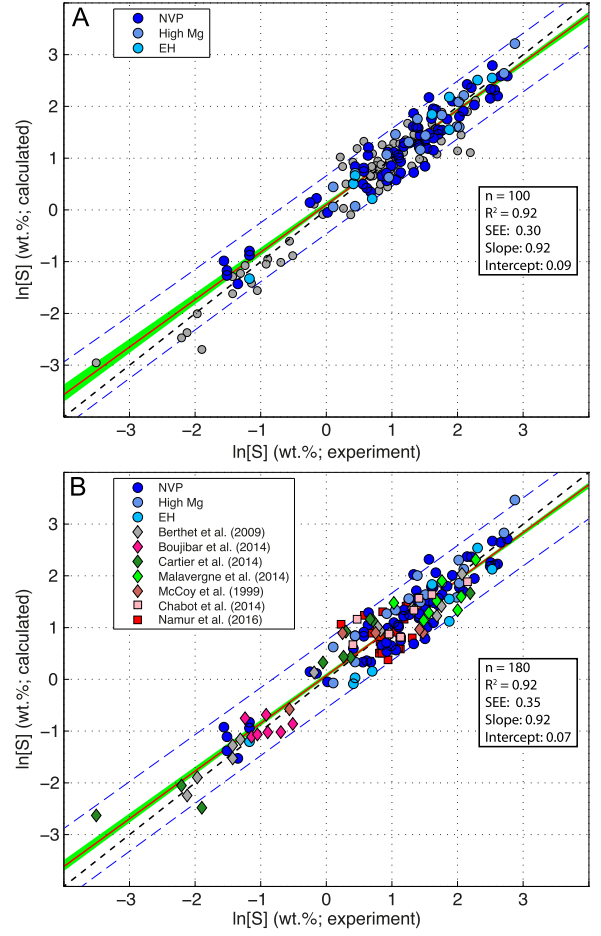 A
NVP
High Mg
EH
3
2
1
0
−1
−2
−3
ln[S] (wt.%; calculated)
n = 100
R² = 0.92
SEE: 0.30
Slope: 0.92
Intercept: 0.09
−3 −2 −1 0 1 2 3
ln[S] (wt.%; experiment)
B
NVP
High Mg
EH
Berthet et al. (2009)
Boujibar et al. (2014)
Cartier et al. (2014)
Malavergne et al. (2014)
McCoy et al. (1999)
Chabot et al. (2014)
Namur et al. (2016)
3
2
1
0
−1
−2
−3
ln[S] (wt.%; calculated)
n = 180
R² = 0.92
SEE: 0.35
Slope: 0.92
Intercept: 0.07
−3 −2 −1 0 1 2 3
ln[S] (wt.%; experiment)